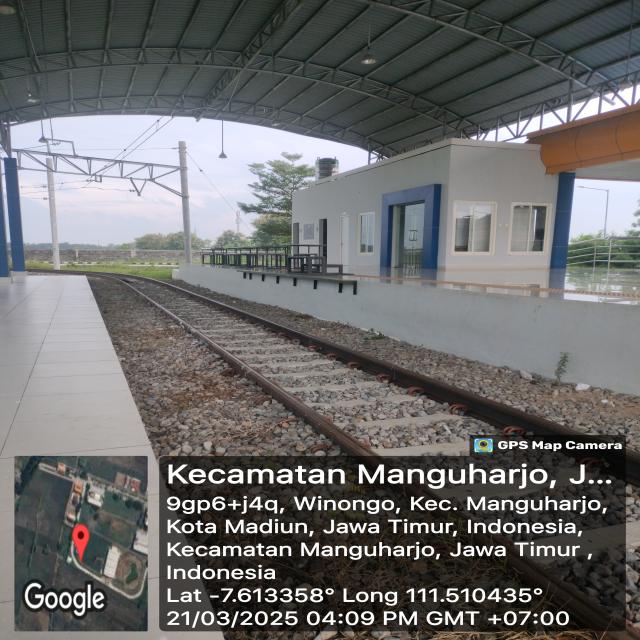 GPS Map Camera
Kecamatan Manguharjo, J...
9gp6+j4q, Winongo, Kec. Manguharjo,
Kota Madiun, Jawa Timur, Indonesia,
Kecamatan Manguharjo, Jawa Timur ,
Indonesia
Lat -7.613358° Long 111.510435°
21/03/2025 04:09 PM GMT +07:00
Google